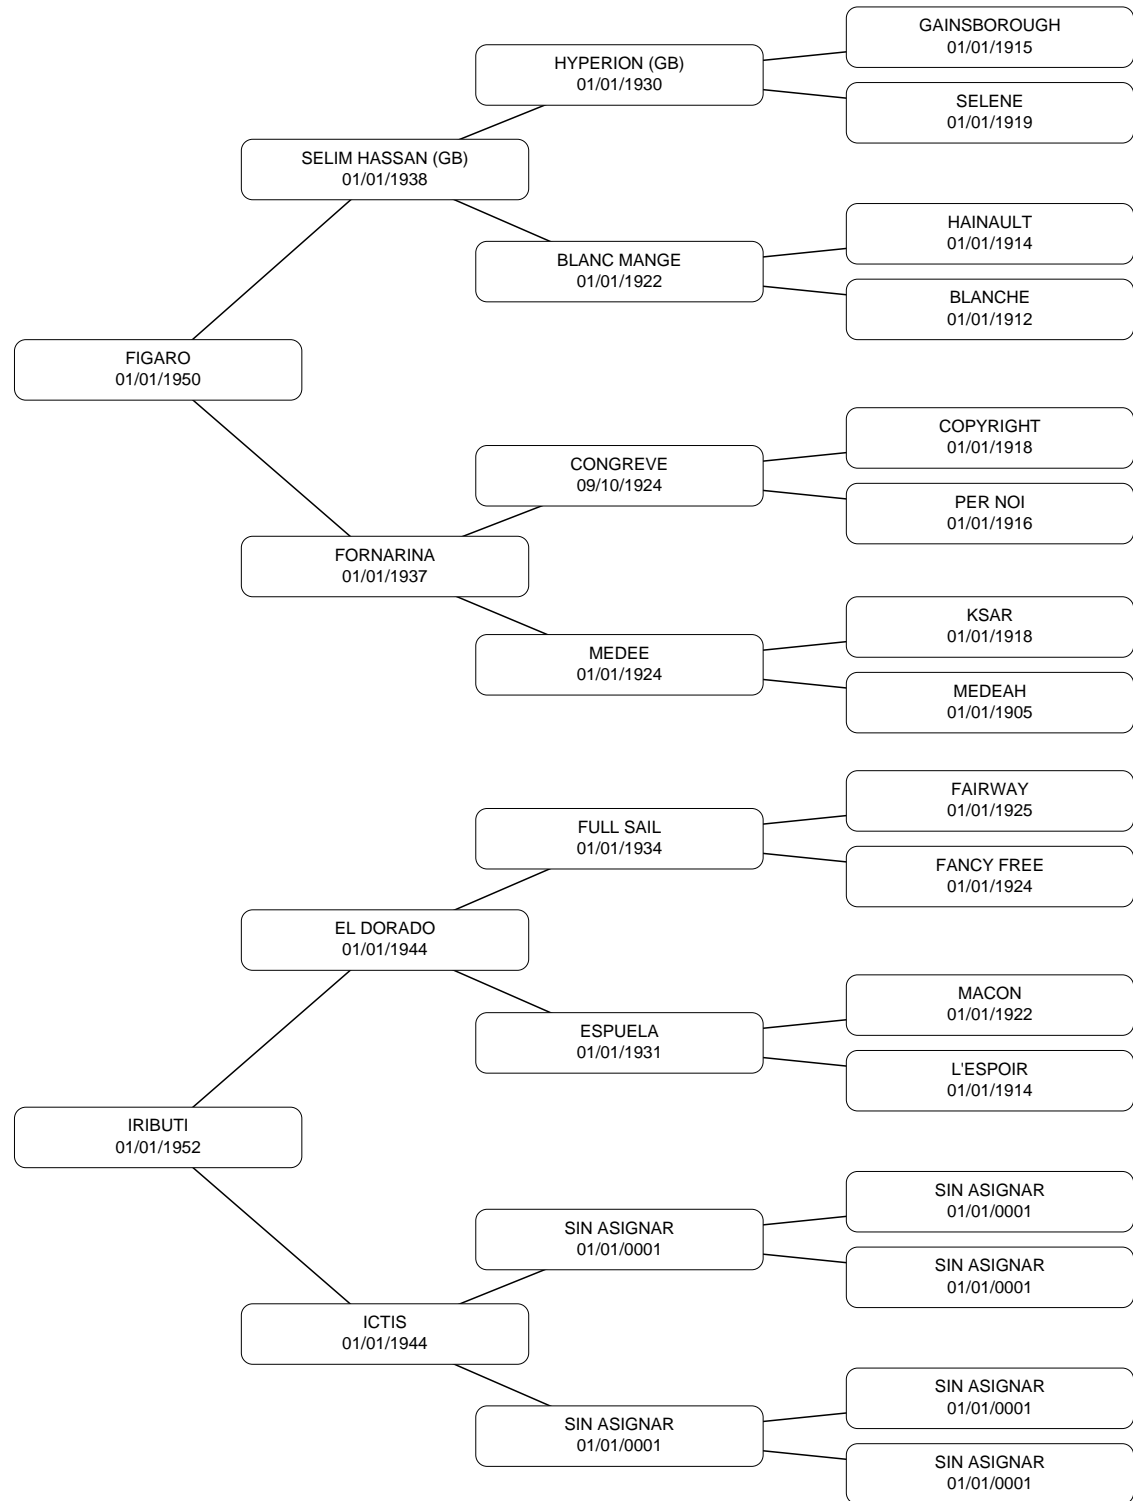 GAINSBOROUGH
01/01/1915
HYPERION (GB)
01/01/1930
SELENE
01/01/1919
SELIM HASSAN (GB)
01/01/1938
HAINAULT
01/01/1914
BLANC MANGE
01/01/1922
BLANCHE
01/01/1912
FIGARO
01/01/1950
COPYRIGHT
01/01/1918
CONGREVE
09/10/1924
PER NOI
01/01/1916
FORNARINA
01/01/1937
KSAR
01/01/1918
MEDEE
01/01/1924
MEDEAH
01/01/1905
FAIRWAY
01/01/1925
FULL SAIL
01/01/1934
FANCY FREE
01/01/1924
EL DORADO
01/01/1944
MACON
01/01/1922
ESPUELA
01/01/1931
L'ESPOIR
01/01/1914
IRIBUTI
01/01/1952
SIN ASIGNAR
01/01/0001
SIN ASIGNAR
01/01/0001
SIN ASIGNAR
01/01/0001
ICTIS
01/01/1944
SIN ASIGNAR
01/01/0001
SIN ASIGNAR
01/01/0001
SIN ASIGNAR
01/01/0001